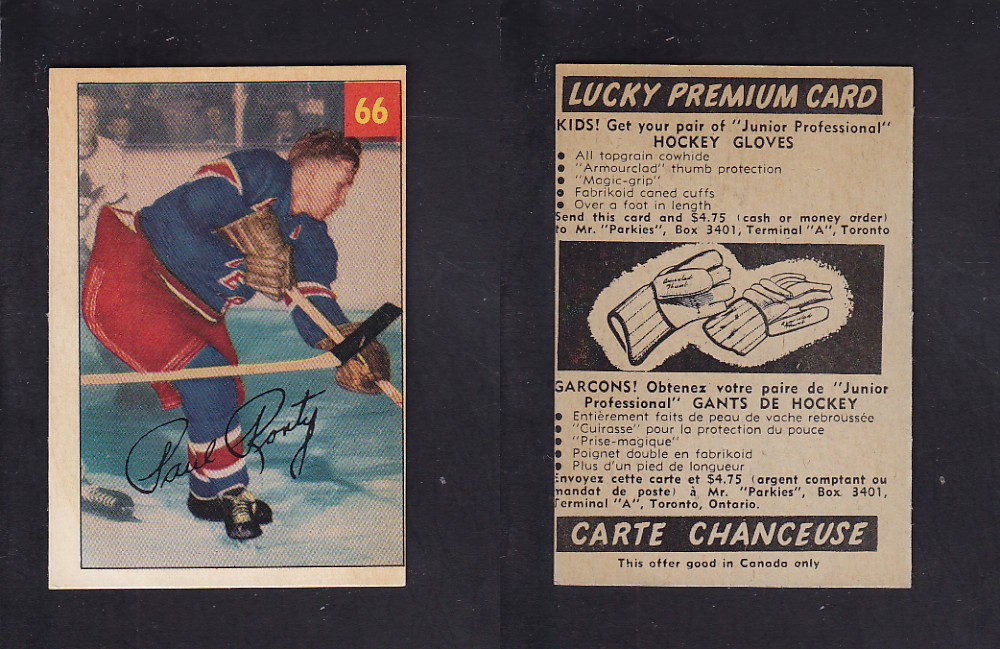 66
Paul Ronty
LUCKY PREMIUM CARD
KIDS! Get your pair of "Junior Professional"
HOCKEY GLOVES
• All topgrain cowhide
• "Armourclad" thumb protection
• "Magic-grip"
• Fabrikoid caned cuffs
• Over a foot in length
Send this card and $4.75 (cash or money order)
to Mr. "Parkies", Box 3401, Terminal "A", Toronto
GARCONS! Obtenez votre paire de "Junior
Professional" GANTS DE HOCKEY
• Entièrement faits de peau de vache rebroussée
• "Cuirasse" pour la protection du pouce
• "Prise-magique"
• Poignet double en fabrikoid
• Plus d'un pied de longueur
Envoyez cette carte et $4.75 (argent comptant ou
mandat de poste) à Mr. "Parkies", Box 3401,
Terminal "A", Toronto, Ontario.
CARTE CHANCEUSE
This offer good in Canada only